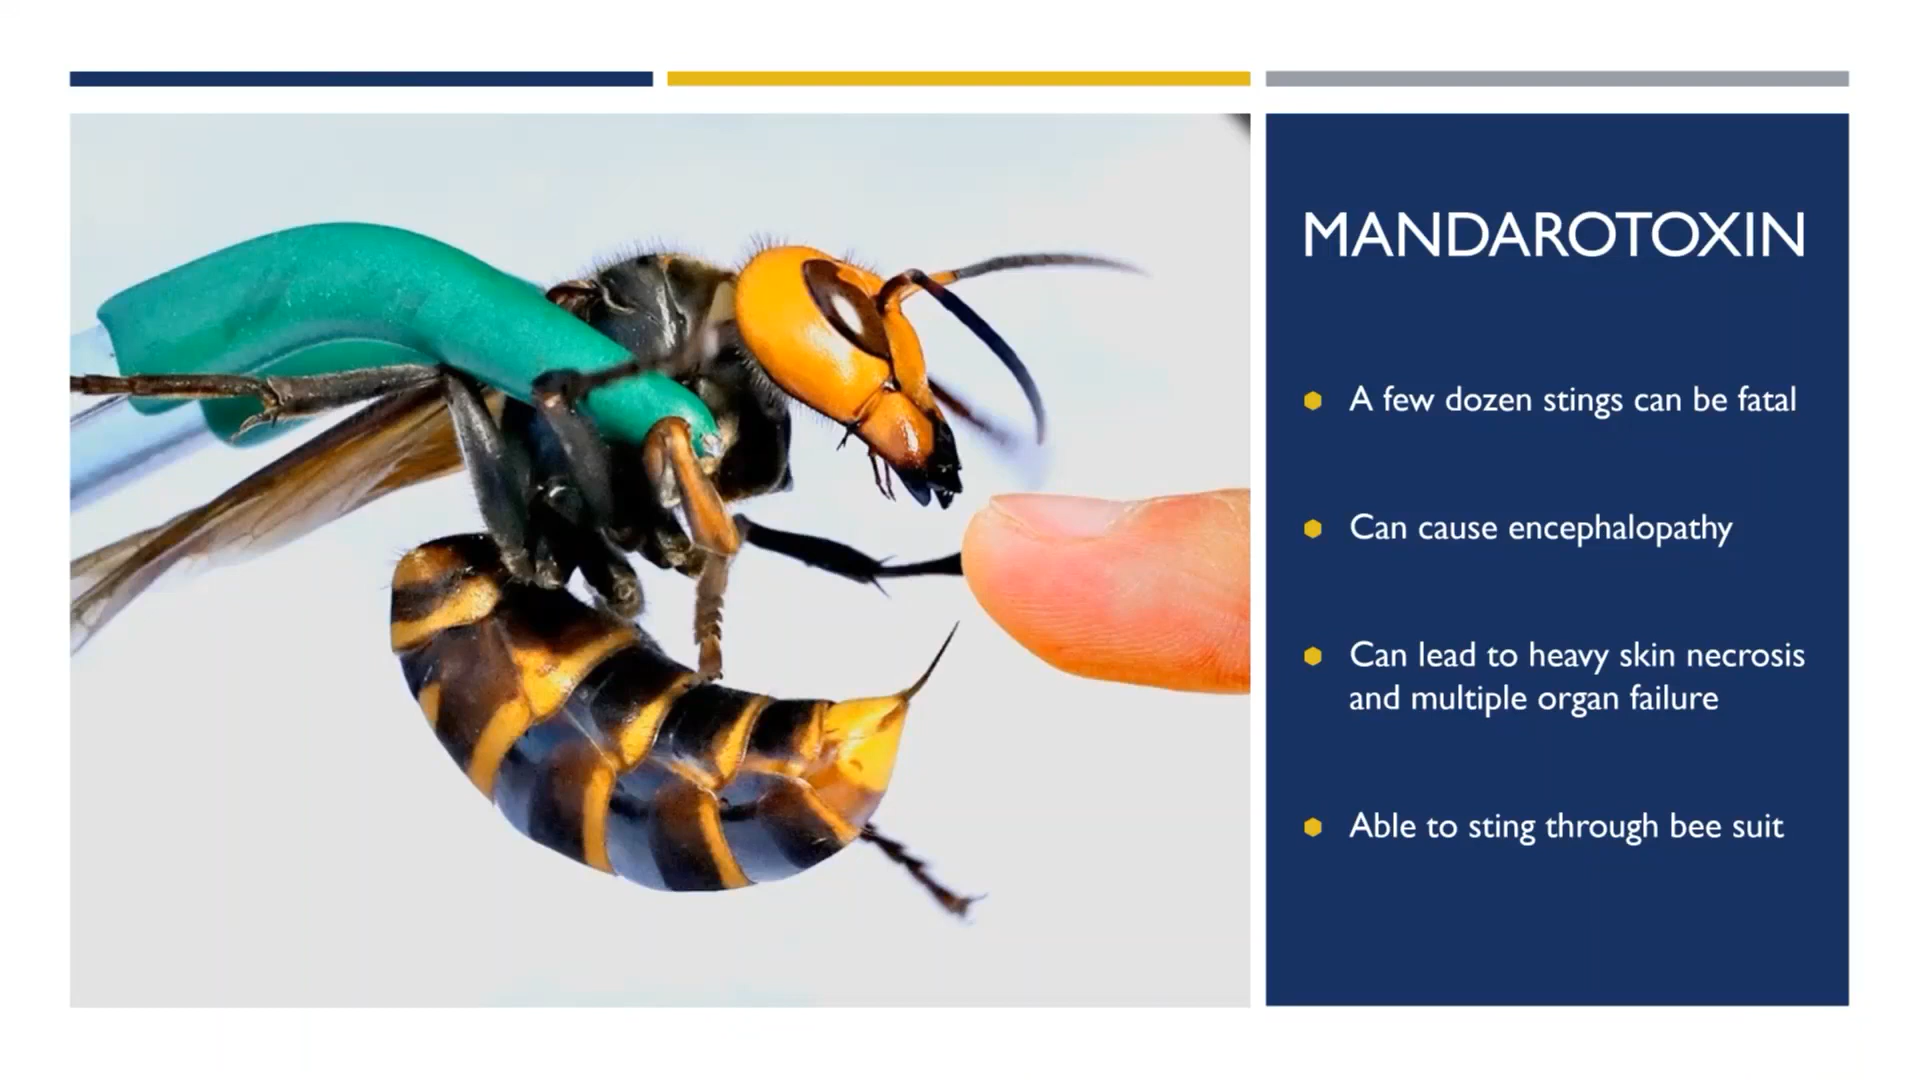 MANDAROTOXIN
A few dozen stings can be fatal
Can cause encephalopathy
Can lead to heavy skin necrosis
and multiple organ failure
Able to sting through bee suit